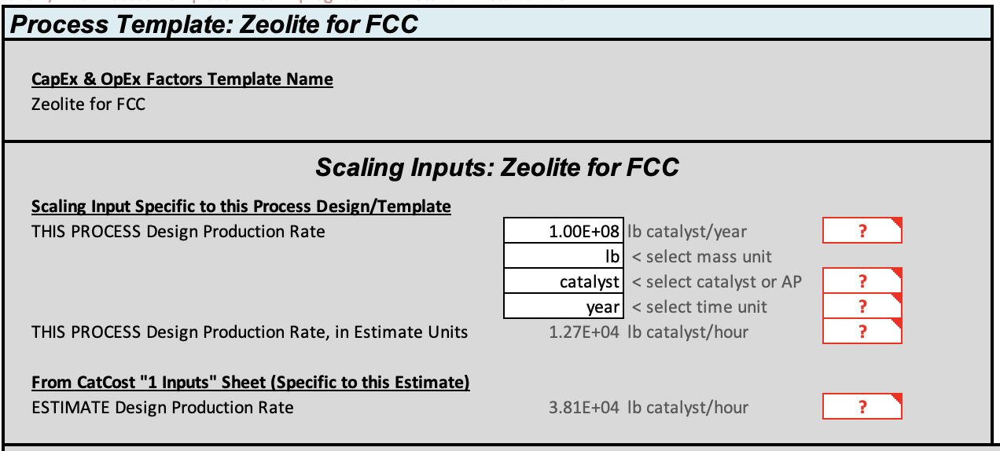 Process Template: Zeolite for FCC
CapEx & OpEx Factors Template Name
Zeolite for FCC
Scaling Inputs: Zeolite for FCC
Scaling Input Specific to this Process Design/Template
THIS PROCESS Design Production Rate 1.00E+08 lb catalyst/year ?
lb < select mass unit
catalyst < select catalyst or AP ?
year < select time unit ?
THIS PROCESS Design Production Rate, in Estimate Units 1.27E+04 lb catalyst/hour ?
From CatCost "1 Inputs" Sheet (Specific to this Estimate)
ESTIMATE Design Production Rate 3.81E+04 lb catalyst/hour ?